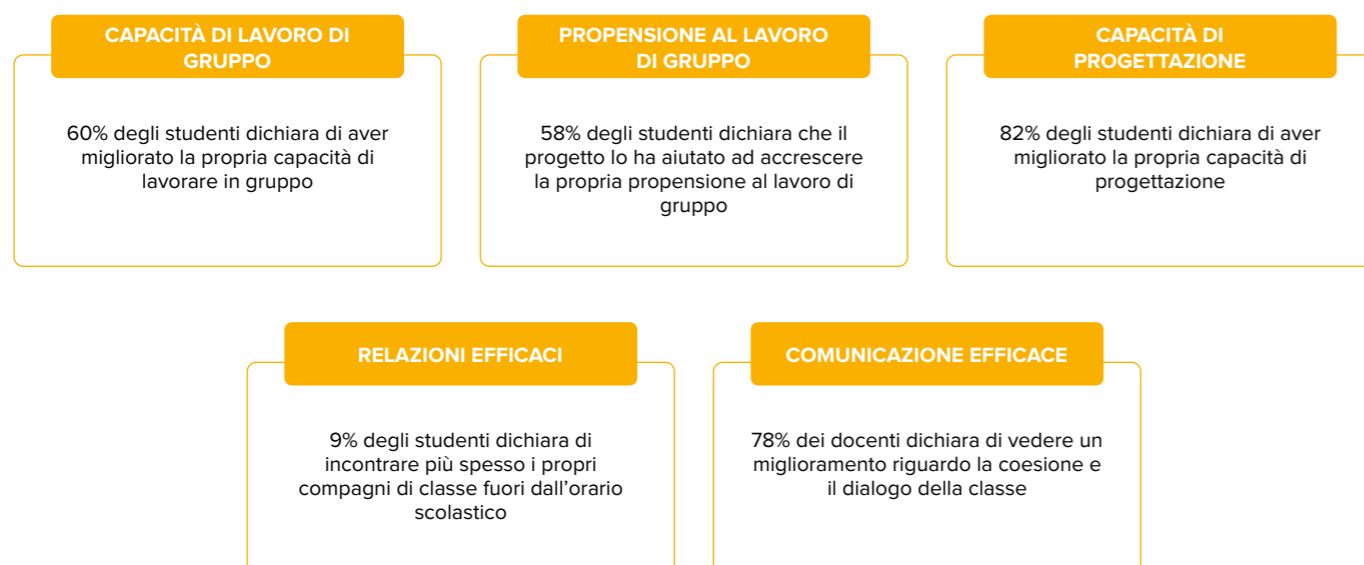 CAPACITÀ DI LAVORO DI
GRUPPO
60% degli studenti dichiara di aver
migliorato la propria capacità di
lavorare in gruppo
PROPENSIONE AL LAVORO
DI GRUPPO
58% degli studenti dichiara che il
progetto lo ha aiutato ad accrescere
la propria propensione al lavoro di
gruppo
CAPACITÀ DI
PROGETTAZIONE
82% degli studenti dichiara di aver
migliorato la propria capacità di
progettazione
RELAZIONI EFFICACI
9% degli studenti dichiara di
incontrare più spesso i propri
compagni di classe fuori dall’orario
scolastico
COMUNICAZIONE EFFICACE
78% dei docenti dichiara di vedere un
miglioramento riguardo la coesione e
il dialogo della classe